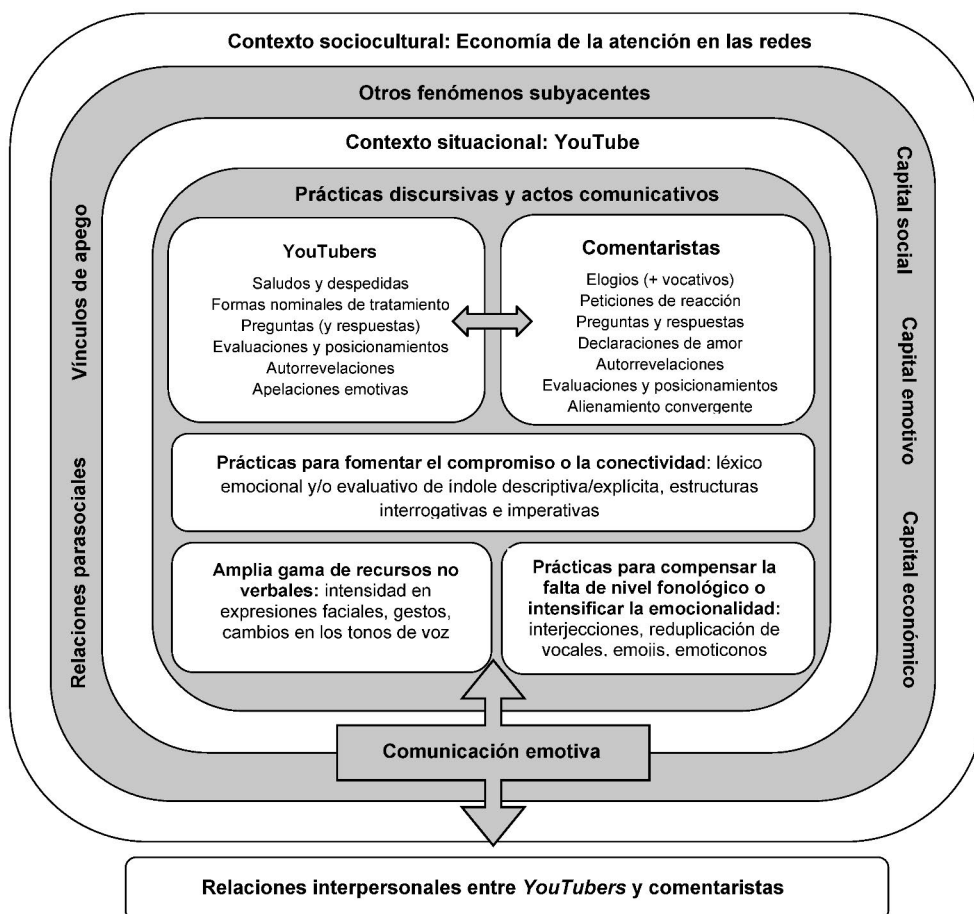 Contexto sociocultural: Economía de la atención en las redes
Otros fenómenos subyacentes
Contexto situacional: YouTube
Prácticas discursivas y actos comunicativos
YouTubers
Saludos y despedidas
Formas nominales de tratamiento
Preguntas (y respuestas)
Evaluaciones y posicionamientos
Autorrevelaciones
Apelaciones emotivas
Comentaristas
Elogios (+ vocativos)
Peticiones de reacción
Preguntas y respuestas
Declaraciones de amor
Autorrevelaciones
Evaluaciones y posicionamientos
Alienamiento convergente
Prácticas para fomentar el compromiso o la conectividad: léxico
emocional y/o evaluativo de índole descriptiva/explícita, estructuras
interrogativas e imperativas
Amplia gama de recursos no
verbales: intensidad en
expresiones faciales, gestos,
cambios en los tonos de voz
Prácticas para compensar la
falta de nivel fonológico o
intensificar la emocionalidad:
interjecciones, reduplicación de
vocales, emojis, emoticonos
Vínculos de apego
Relaciones parasociales
Capital social
Capital emotivo
Capital económico
Comunicación emotiva
Relaciones interpersonales entre YouTubers y comentaristas